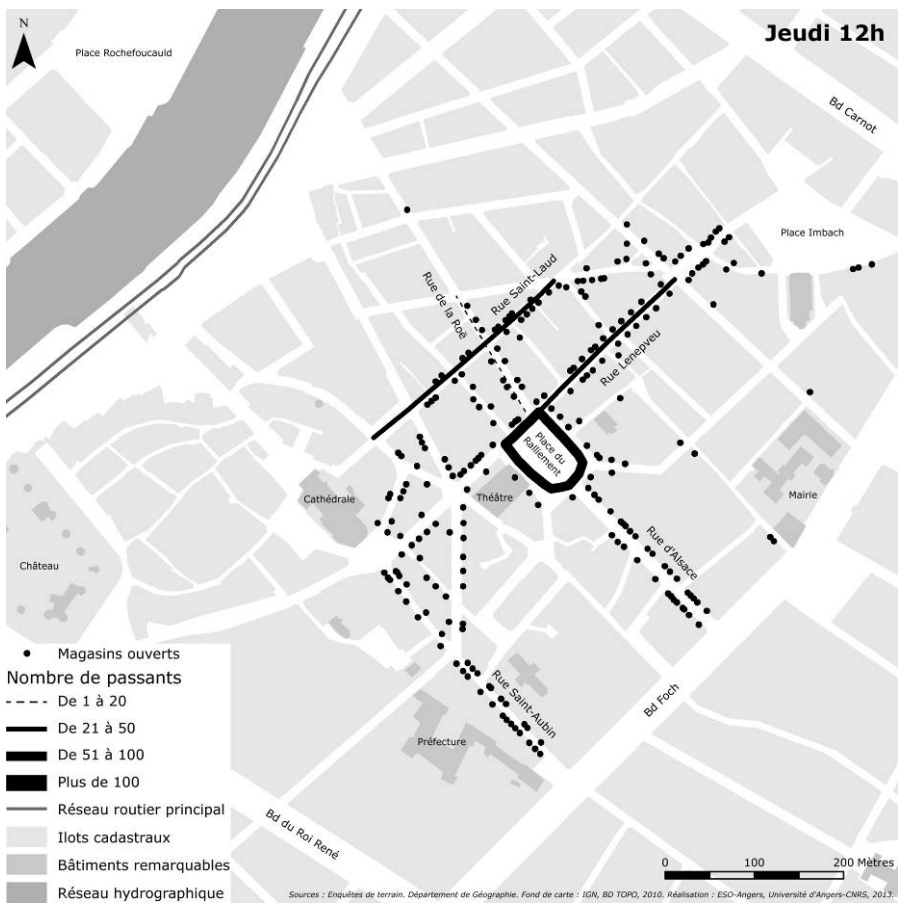 N
Jeudi 12h
Place Rochefoucauld
Bd Carnot
Place Imbach
Rue Saint-Laud
Rue de la Roë
Rue Lenepveu
Place du
Ralliement
Cathédrale
Théâtre
Mairie
Château
Rue d'Alsace
Rue Saint-Aubin
Bd Foch
Préfecture
Bd du Roi René
Magasins ouverts
Nombre de passants
De 1 à 20
De 21 à 50
De 51 à 100
Plus de 100
Réseau routier principal
Ilots cadastraux
Bâtiments remarquables
Réseau hydrographique
0 100 200 Mètres
Sources : Enquêtes de terrain. Département de Géographie. Fond de carte : IGN, BD TOPO, 2010. Réalisation : ESO-Angers, Université d'Angers-CNRS, 2013.